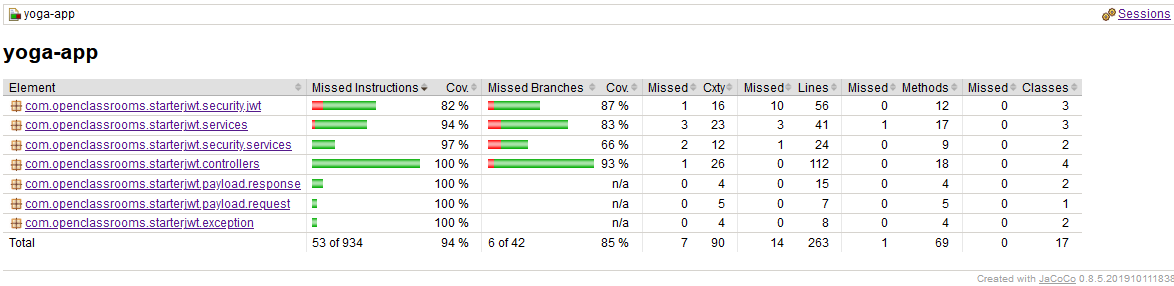 yoga-app Sessions
yoga-app
Element Missed Instructions Cov. Missed Branches Cov. Missed Cxty Missed Lines Missed Methods Missed Classes
com.openclassrooms.starterjwt.security.jwt 82 % 87 % 1 16 10 56 0 12 0 3
com.openclassrooms.starterjwt.services 94 % 83 % 3 23 3 41 1 17 0 3
com.openclassrooms.starterjwt.security.services 97 % 66 % 2 12 1 24 0 9 0 2
com.openclassrooms.starterjwt.controllers 100 % 93 % 1 26 0 112 0 18 0 4
com.openclassrooms.starterjwt.payload.response 100 % n/a 0 4 0 15 0 4 0 2
com.openclassrooms.starterjwt.payload.request 100 % n/a 0 5 0 7 0 5 0 1
com.openclassrooms.starterjwt.exception 100 % n/a 0 4 0 8 0 4 0 2
Total 53 of 934 94 % 6 of 42 85 % 7 90 14 263 1 69 0 17
Created with JaCoCo 0.8.5.201910111838